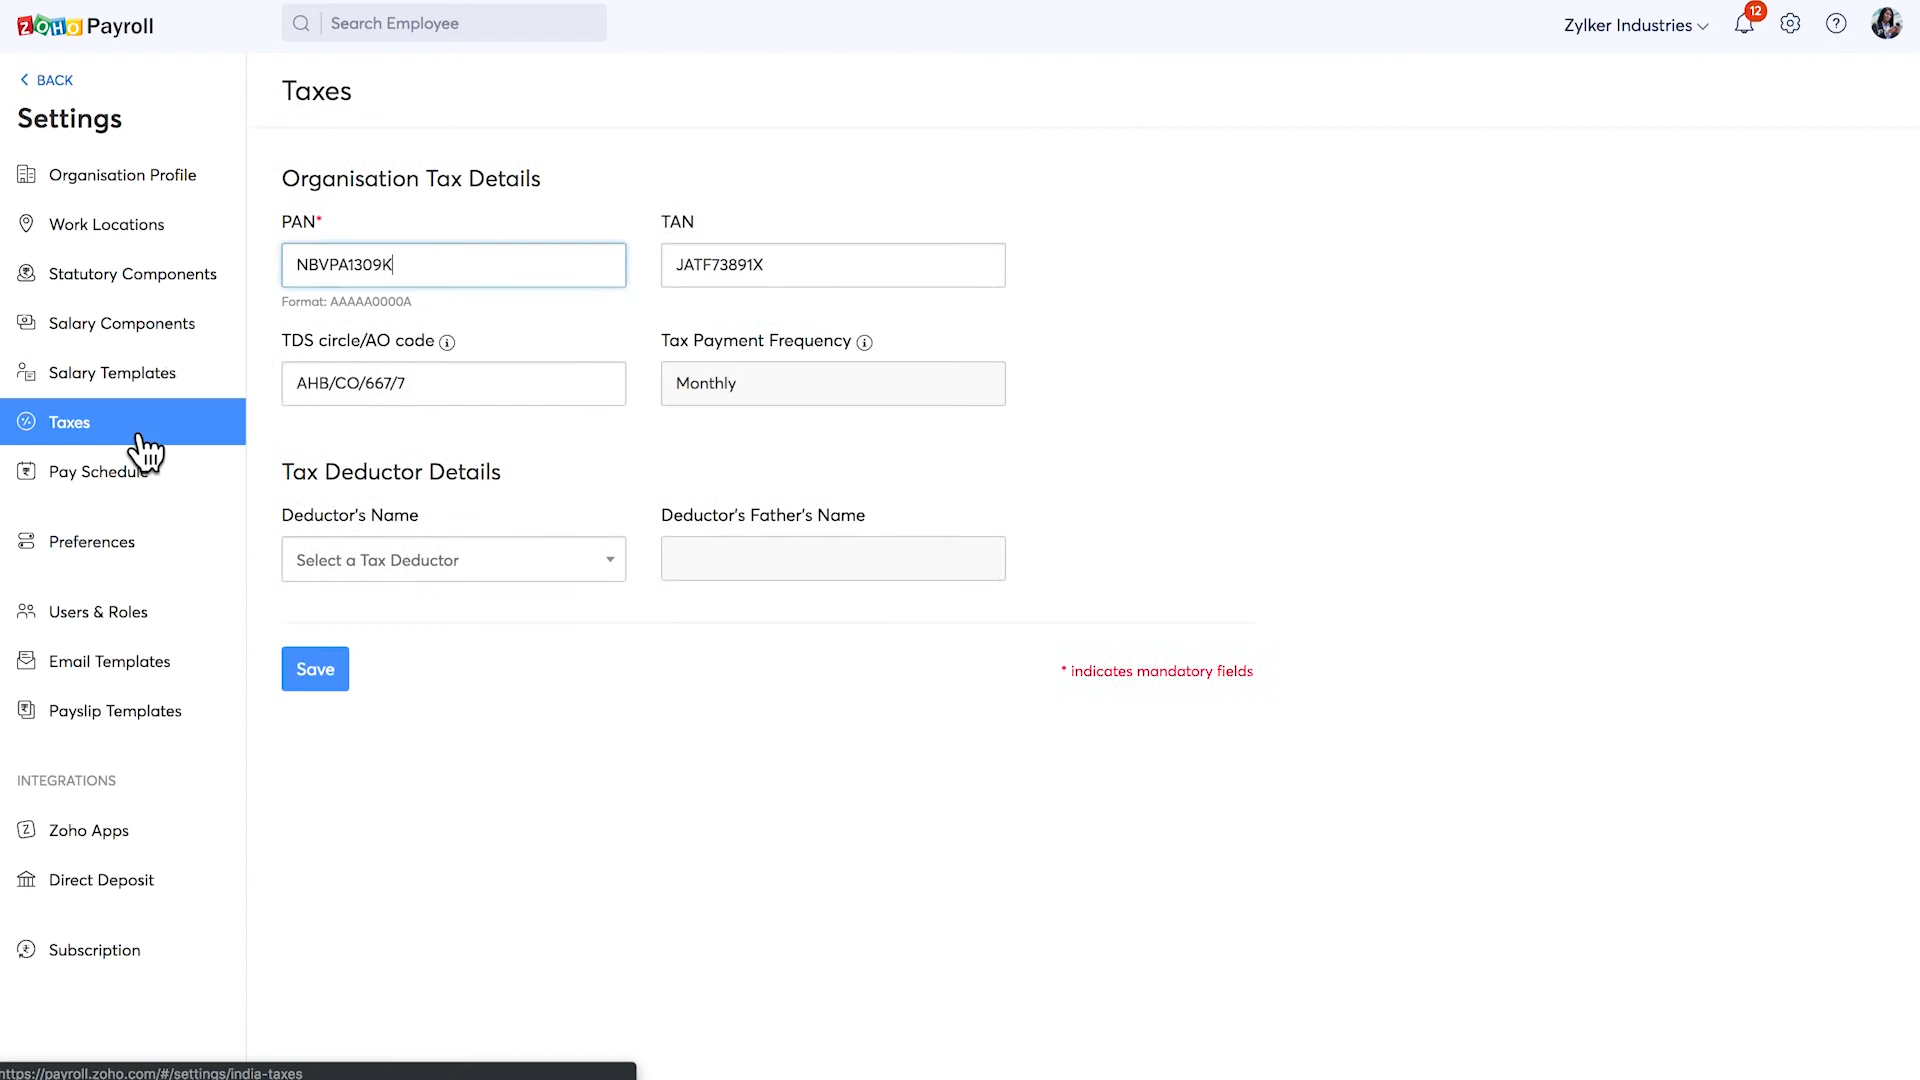 ZOHO Payroll
Search Employee
Zylker Industries
12
BACK
Settings
Organisation Profile
Work Locations
Statutory Components
Salary Components
Salary Templates
Taxes
Pay Schedule
Preferences
Users & Roles
Email Templates
Payslip Templates
INTEGRATIONS
Zoho Apps
Direct Deposit
Subscription
Taxes
Organisation Tax Details
PAN*
TAN
NBVPA1309K
JATF73891X
Format: AAAAA0000A
TDS circle/AO code
Tax Payment Frequency
AHB/CO/667/7
Monthly
Tax Deductor Details
Deductor's Name
Deductor's Father's Name
Select a Tax Deductor
Save
* indicates mandatory fields
https://payroll.zoho.com/#/settings/india-taxes